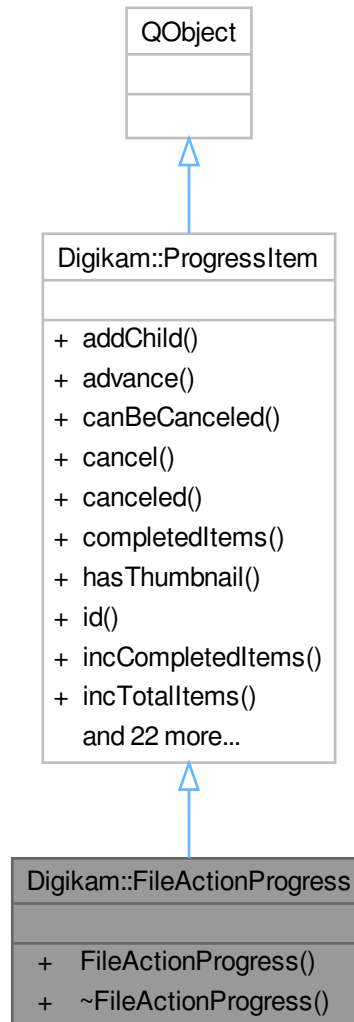 QObject
Digikam::ProgressItem
+ addChild()
+ advance()
+ canBeCanceled()
+ cancel()
+ canceled()
+ completedItems()
+ hasThumbnail()
+ id()
+ incCompletedItems()
+ incTotalItems()
and 22 more...
Digikam::FileActionProgress
+ FileActionProgress()
+ ~FileActionProgress()